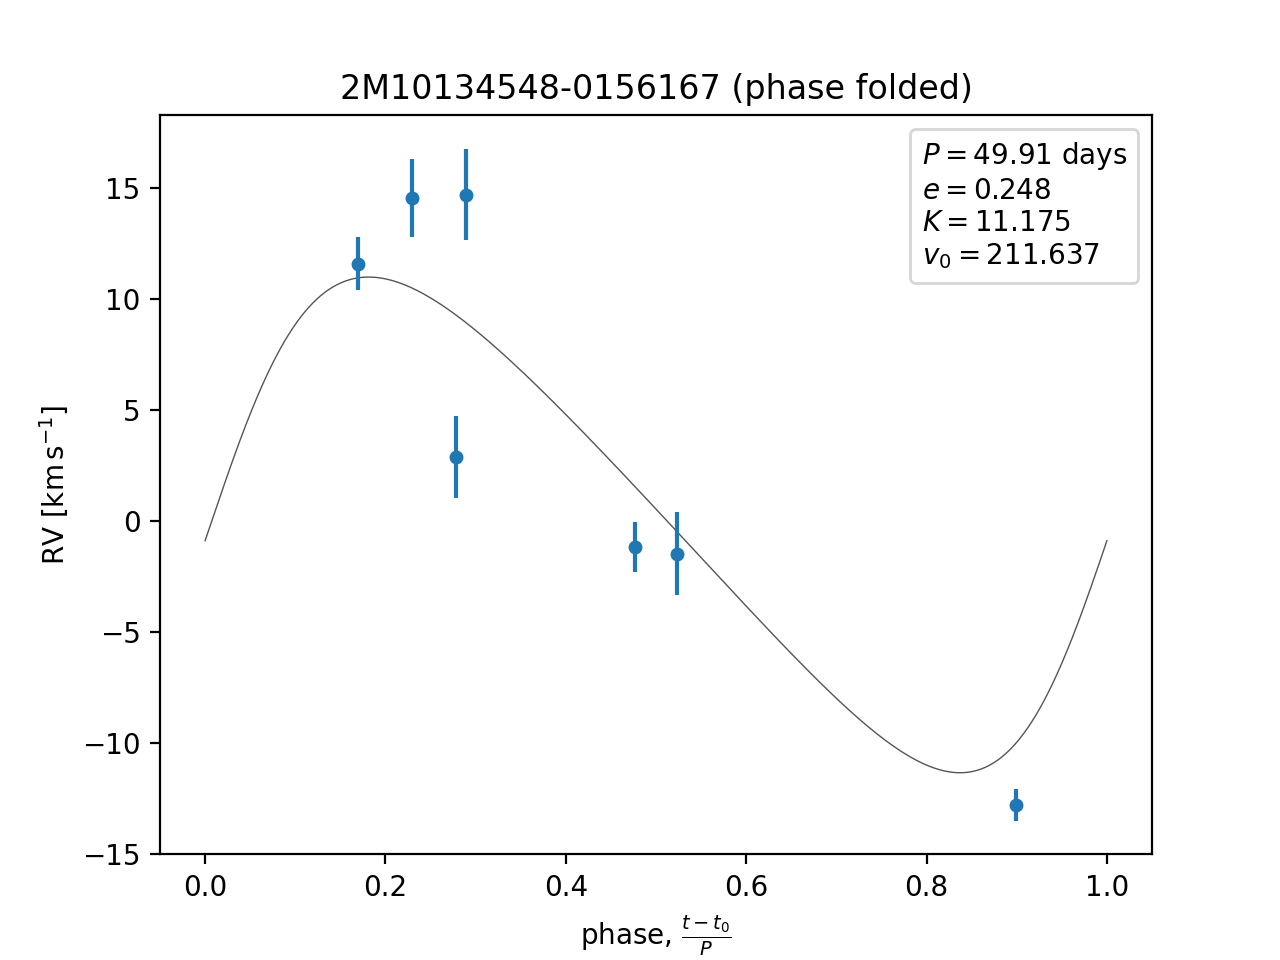 2M10134548-0156167 (phase folded)
P = 49.91 days
e = 0.248
K = 11.175
v₀ = 211.637
RV [km s⁻¹]
15
10
5
0
−5
−10
−15
0.0 0.2 0.4 0.6 0.8 1.0
phase, (t − t₀)/P